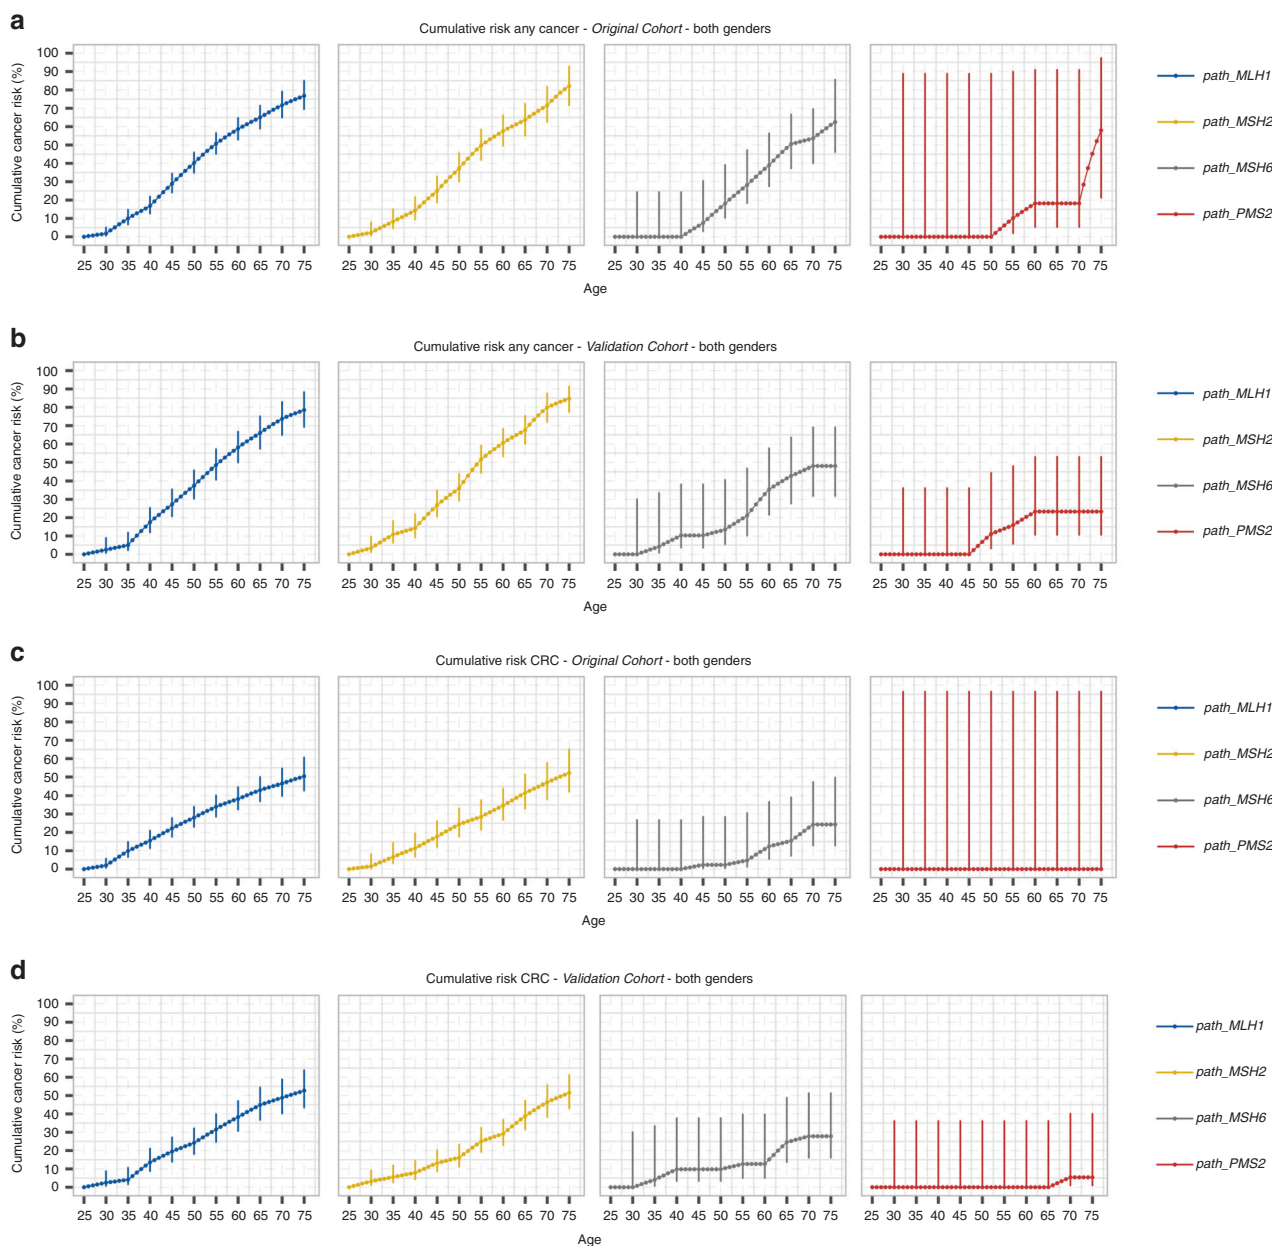 a
Cumulative risk any cancer - Original Cohort - both genders
Cumulative cancer risk (%)
100
90
80
70
60
50
40
30
20
10
0
25 30 35 40 45 50 55 60 65 70 75
25 30 35 40 45 50 55 60 65 70 75
25 30 35 40 45 50 55 60 65 70 75
25 30 35 40 45 50 55 60 65 70 75
Age
path_MLH1
path_MSH2
path_MSH6
path_PMS2
b
Cumulative risk any cancer - Validation Cohort - both genders
Cumulative cancer risk (%)
100
90
80
70
60
50
40
30
20
10
0
25 30 35 40 45 50 55 60 65 70 75
25 30 35 40 45 50 55 60 65 70 75
25 30 35 40 45 50 55 60 65 70 75
25 30 35 40 45 50 55 60 65 70 75
Age
path_MLH1
path_MSH2
path_MSH6
path_PMS2
c
Cumulative risk CRC - Original Cohort - both genders
Cumulative cancer risk (%)
100
90
80
70
60
50
40
30
20
10
0
25 30 35 40 45 50 55 60 65 70 75
25 30 35 40 45 50 55 60 65 70 75
25 30 35 40 45 50 55 60 65 70 75
25 30 35 40 45 50 55 60 65 70 75
Age
path_MLH1
path_MSH2
path_MSH6
path_PMS2
d
Cumulative risk CRC - Validation Cohort - both genders
Cumulative cancer risk (%)
100
90
80
70
60
50
40
30
20
10
0
25 30 35 40 45 50 55 60 65 70 75
25 30 35 40 45 50 55 60 65 70 75
25 30 35 40 45 50 55 60 65 70 75
25 30 35 40 45 50 55 60 65 70 75
Age
path_MLH1
path_MSH2
path_MSH6
path_PMS2